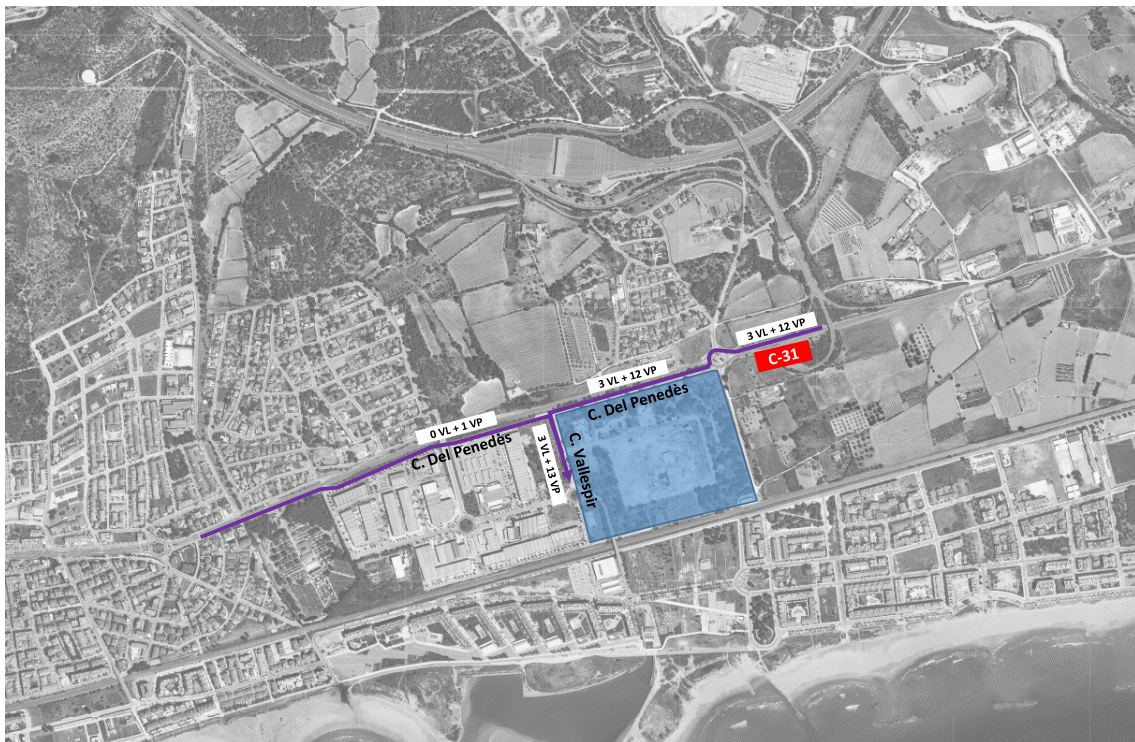 3 VL + 12 VP
C-31
3 VL + 12 VP
C. Del Penedès
0 VL + 1 VP
C. Del Penedès
3 VL + 13 VP
C. Vallespir